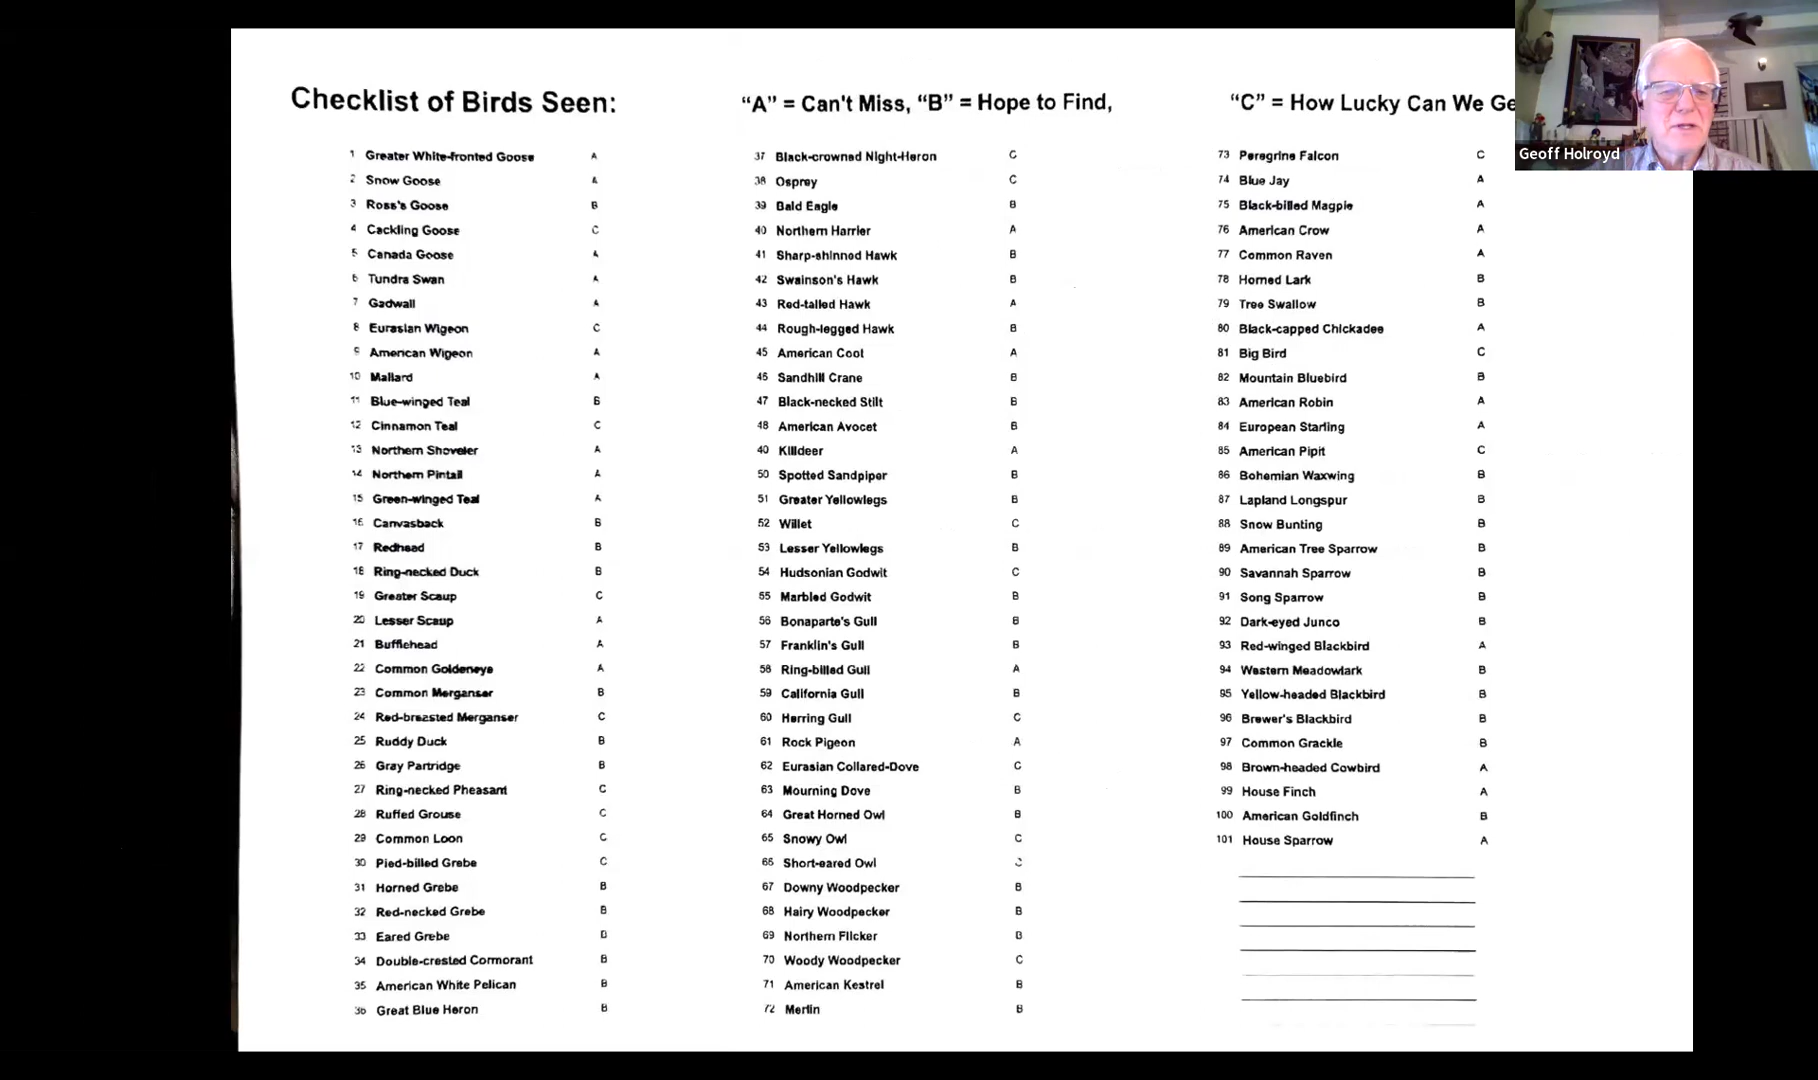 Checklist of Birds Seen:
"A" = Can't Miss, "B" = Hope to Find,
"C" = How Lucky Can We Ge
Geoff Holroyd
1 Greater White-fronted Goose A
2 Snow Goose A
3 Ross's Goose B
4 Cackling Goose C
5 Canada Goose A
6 Tundra Swan A
7 Gadwall A
8 Eurasian Wigeon C
9 American Wigeon A
10 Mallard A
11 Blue-winged Teal B
12 Cinnamon Teal C
13 Northern Shoveler A
14 Northern Pintail A
15 Green-winged Teal A
16 Canvasback B
17 Redhead B
18 Ring-necked Duck B
19 Greater Scaup C
20 Lesser Scaup A
21 Bufflehead A
22 Common Goldeneye A
23 Common Merganser B
24 Red-breasted Merganser C
25 Ruddy Duck B
26 Gray Partridge B
27 Ring-necked Pheasant C
28 Ruffed Grouse C
29 Common Loon C
30 Pied-billed Grebe C
31 Horned Grebe B
32 Red-necked Grebe B
33 Eared Grebe B
34 Double-crested Cormorant B
35 American White Pelican B
36 Great Blue Heron B
37 Black-crowned Night-Heron C
38 Osprey C
39 Bald Eagle B
40 Northern Harrier A
41 Sharp-shinned Hawk B
42 Swainson's Hawk B
43 Red-tailed Hawk A
44 Rough-legged Hawk B
45 American Coot A
46 Sandhill Crane B
47 Black-necked Stilt B
48 American Avocet B
40 Killdeer A
50 Spotted Sandpiper B
51 Greater Yellowlegs B
52 Willet C
53 Lesser Yellowlegs B
54 Hudsonian Godwit C
55 Marbled Godwit B
56 Bonaparte's Gull B
57 Franklin's Gull B
58 Ring-billed Gull A
59 California Gull B
60 Herring Gull C
61 Rock Pigeon A
62 Eurasian Collared-Dove C
63 Mourning Dove B
64 Great Horned Owl B
65 Snowy Owl C
66 Short-eared Owl C
67 Downy Woodpecker B
68 Hairy Woodpecker B
69 Northern Flicker B
70 Woody Woodpecker C
71 American Kestrel B
72 Merlin B
73 Peregrine Falcon C
74 Blue Jay A
75 Black-billed Magpie A
76 American Crow A
77 Common Raven A
78 Horned Lark B
79 Tree Swallow B
80 Black-capped Chickadee A
81 Big Bird C
82 Mountain Bluebird B
83 American Robin A
84 European Starling A
85 American Pipit C
86 Bohemian Waxwing B
87 Lapland Longspur B
88 Snow Bunting B
89 American Tree Sparrow B
90 Savannah Sparrow B
91 Song Sparrow B
92 Dark-eyed Junco B
93 Red-winged Blackbird A
94 Western Meadowlark B
95 Yellow-headed Blackbird B
96 Brewer's Blackbird B
97 Common Grackle B
98 Brown-headed Cowbird A
99 House Finch A
100 American Goldfinch B
101 House Sparrow A